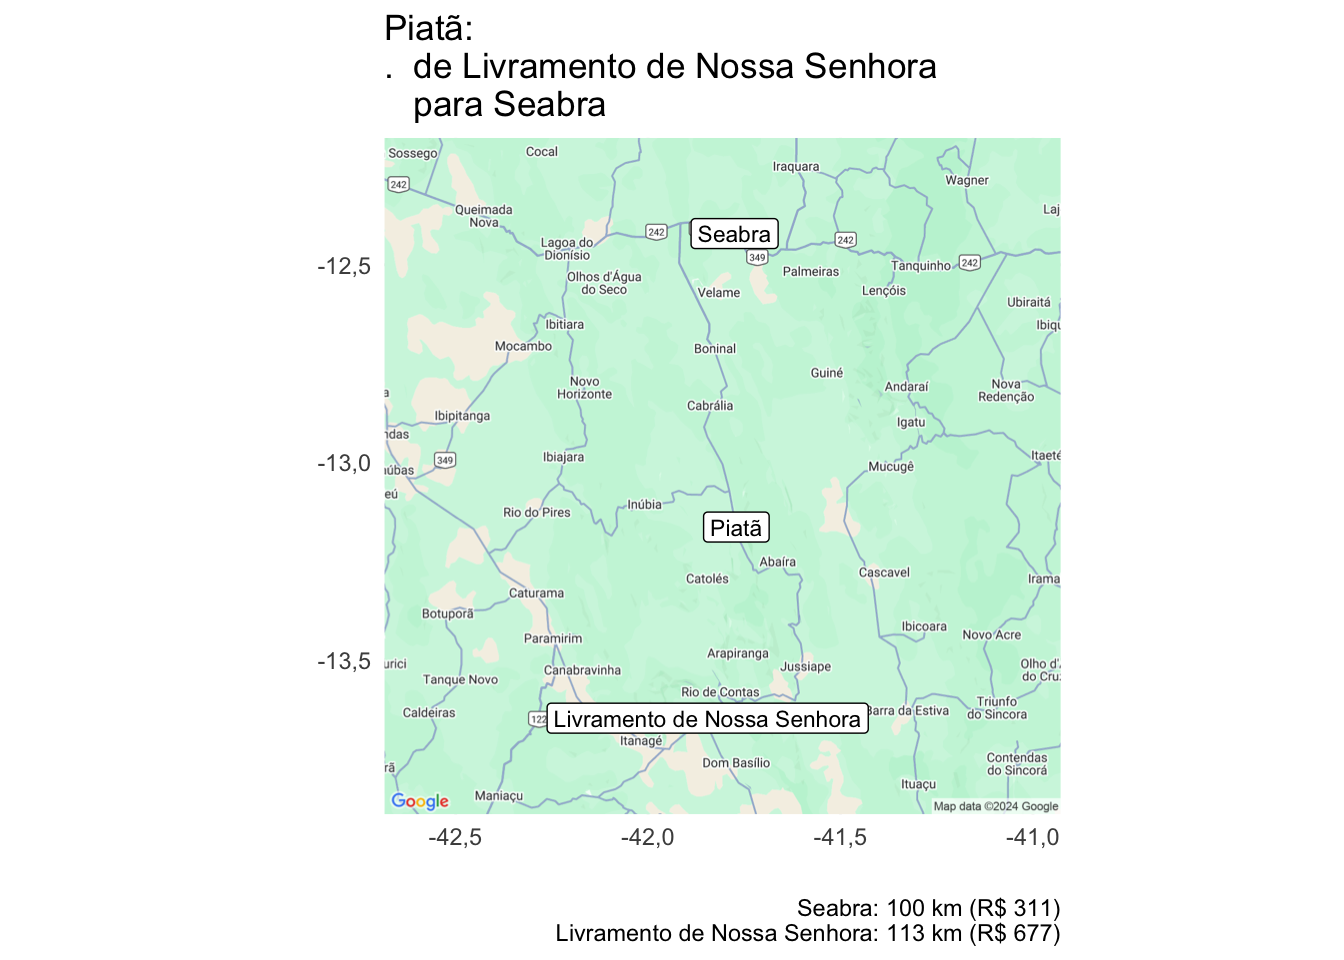 Piatã:
.  de Livramento de Nossa Senhora
para Seabra
Sossego
Cocal
Iraquara
Wagner
242
Queimada
Nova
Laj
242
Seabra
242
Lagoa do
Dionísio
349
Palmeiras
Tanquinho
242
-12,5
Olhos d'Água
do Seco
Velame
Lençóis
Ubiraitá
Ibitiara
Ibiqu
Mocambo
Boninal
Guiné
Novo
Horizonte
Andaraí
Nova
Redenção
a
Ibipitanga
Cabrália
Igatu
ndas
349
Ibiajara
Itaeté
-13,0
núbas
Mucugê
eú
Rio do Pires
Inúbia
Piatã
Abaíra
Catolés
Cascavel
Irama
Caturama
Botuporã
Ibicoara
Novo Acre
Paramirim
Arapiranga
-13,5
urici
Canabravinha
Jussiape
Olho d'
do Cruz
Tanque Novo
Rio de Contas
Triunfo
do Sincora
Caldeiras
122
Livramento de Nossa Senhora
Barra da Estiva
Itanagé
Dom Basílio
Contendas
do Sincorá
rã
Ituaçu
Google
Maniaçu
Map data ©2024 Google
-42,5
-42,0
-41,5
-41,0
Seabra: 100 km (R$ 311)
Livramento de Nossa Senhora: 113 km (R$ 677)